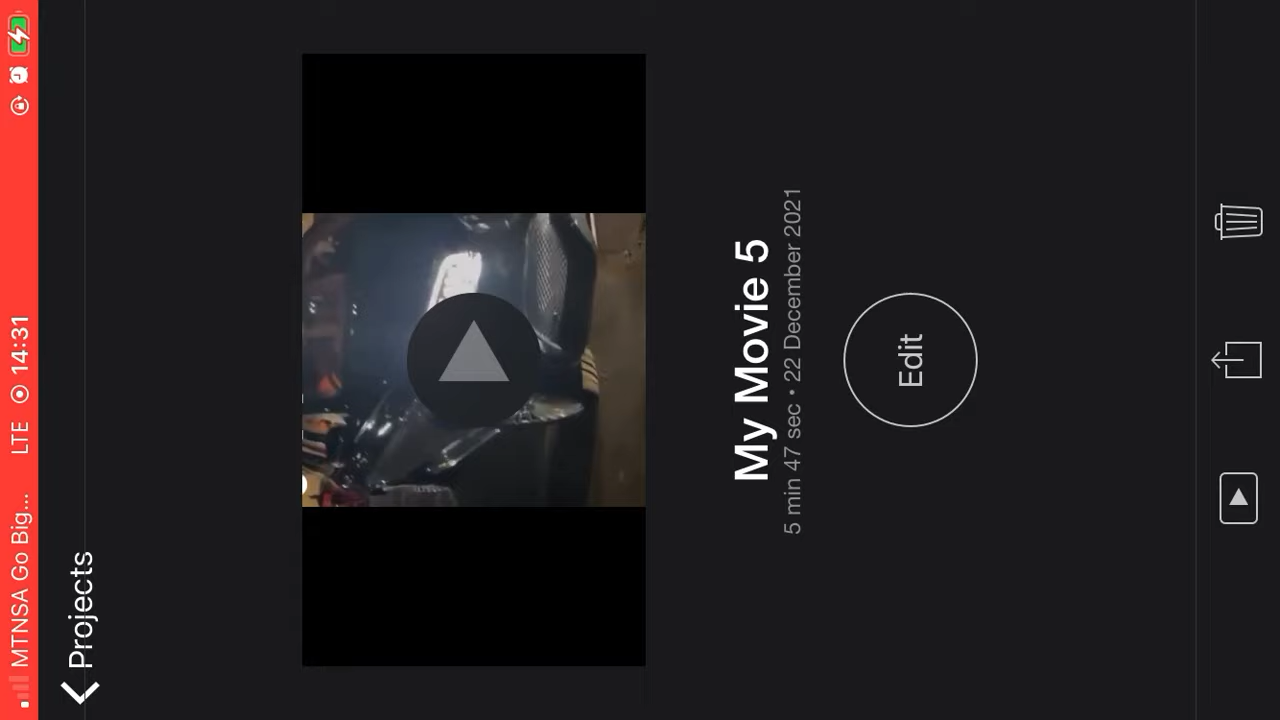 MTNSA Go Big... LTE 14:31
Projects
My Movie 5
5 min 47 sec • 22 December 2021
Edit